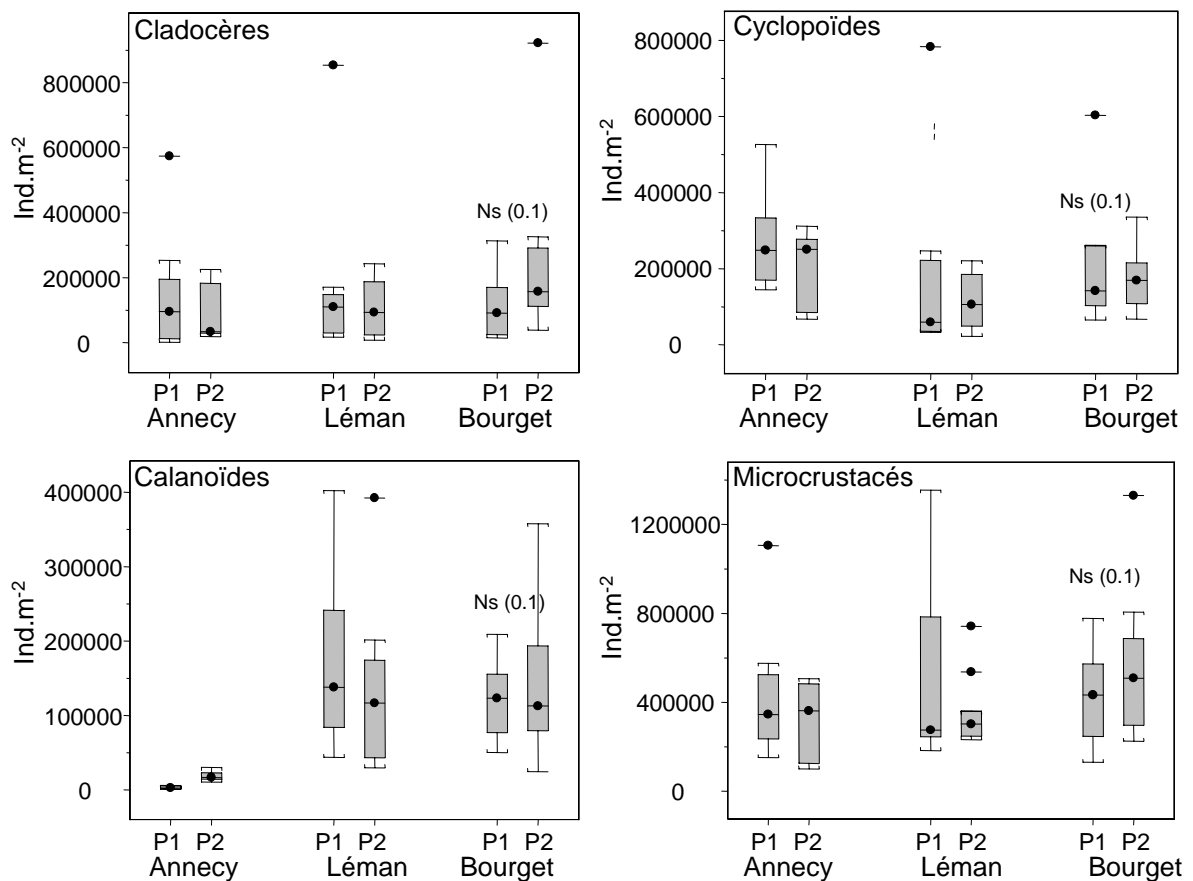 Cladocères
Ind.m-2
800000
600000
400000
200000
0
Ns (0.1)
P1 P2 P1 P2 P1 P2
Annecy Léman Bourget
Cyclopoïdes
Ind.m-2
800000
600000
400000
200000
0
Ns (0.1)
P1 P2 P1 P2 P1 P2
Annecy Léman Bourget
Calanoïdes
Ind.m-2
400000
300000
200000
100000
0
Ns (0.1)
P1 P2 P1 P2 P1 P2
Annecy Léman Bourget
Microcrustacés
Ind.m-2
1200000
800000
400000
0
Ns (0.1)
P1 P2 P1 P2 P1 P2
Annecy Léman Bourget